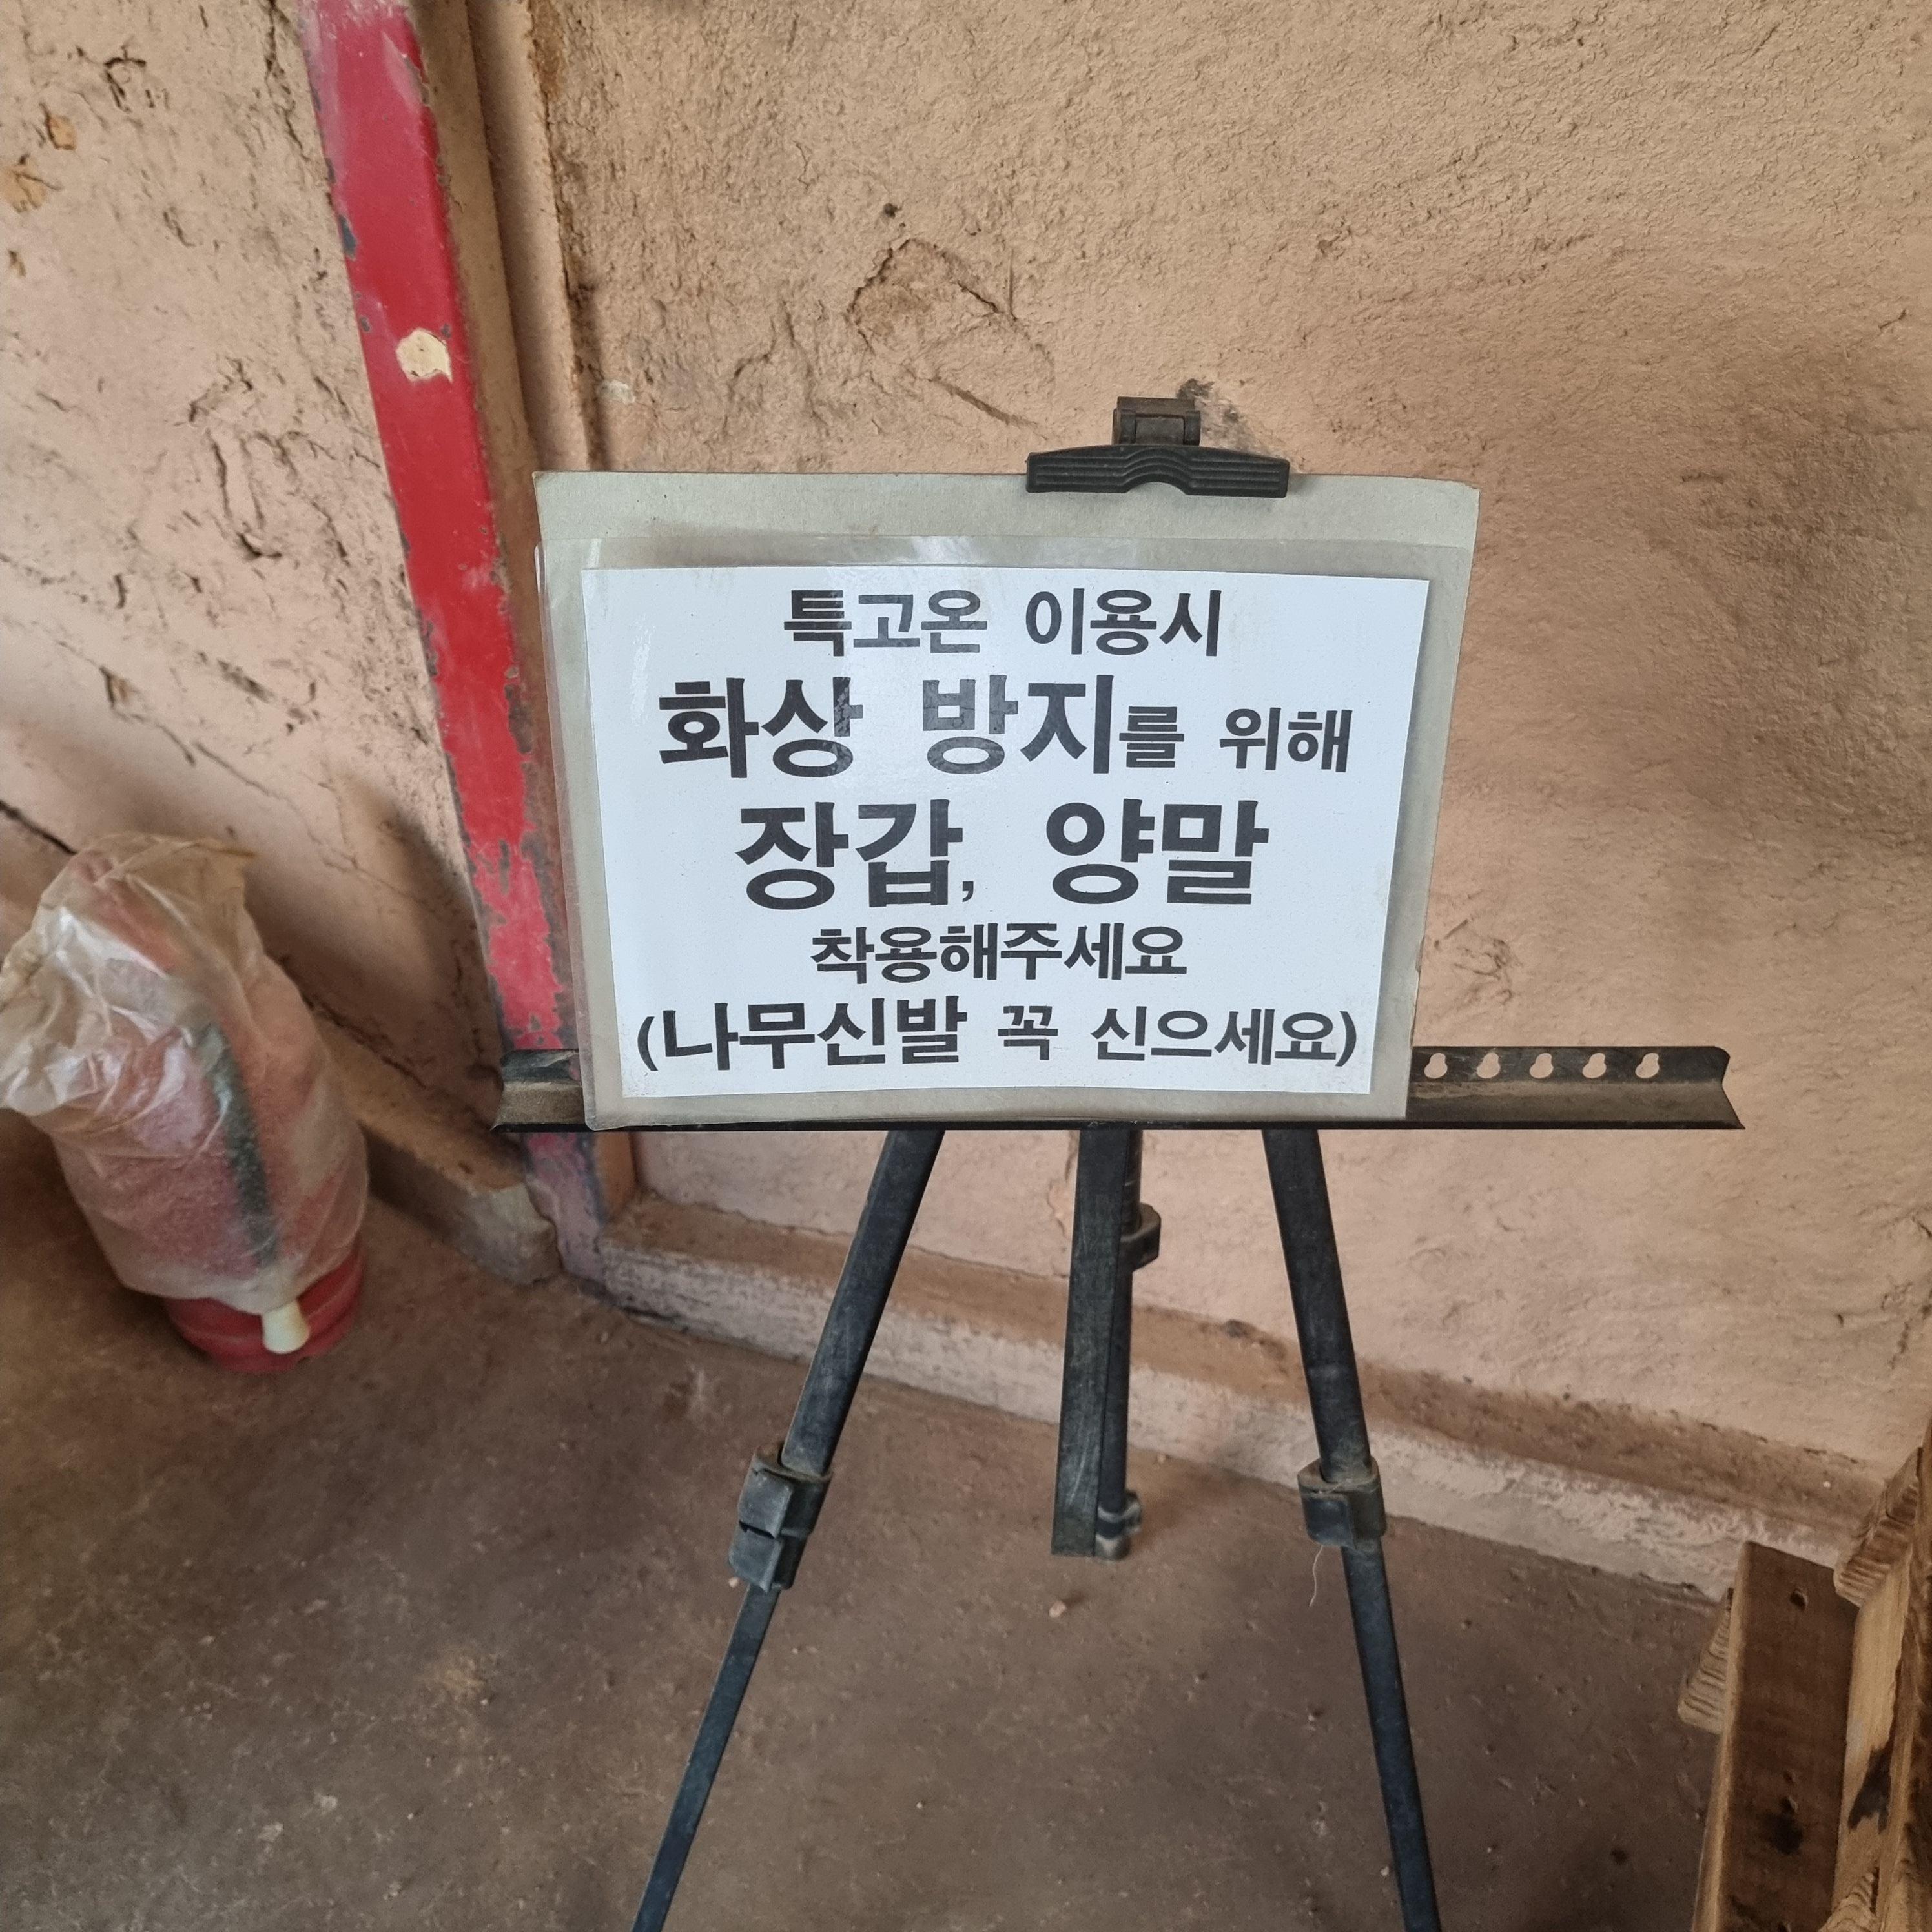 특고온 이용시
화상 방지를 위해
장갑, 양말
착용해주세요
(나무신발 꼭 신으세요)